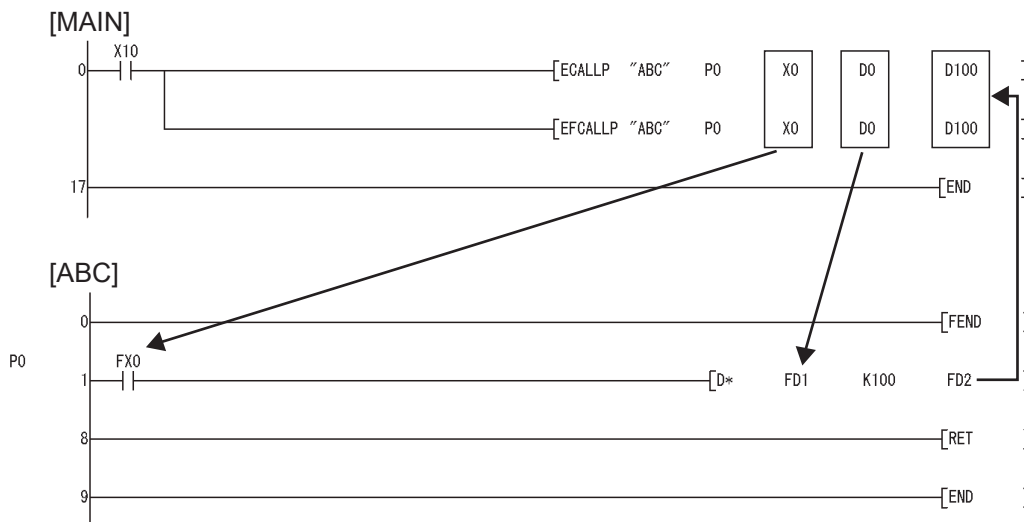 [MAIN]
X10
0 [ECALLP "ABC" P0 X0 D0 D100 ]
[EFCALLP "ABC" P0 X0 D0 D100 ]
17 [END ]
[ABC]
0 [FEND ]
P0 FX0
1 [D* FD1 K100 FD2 ]
8 [RET ]
9 [END ]